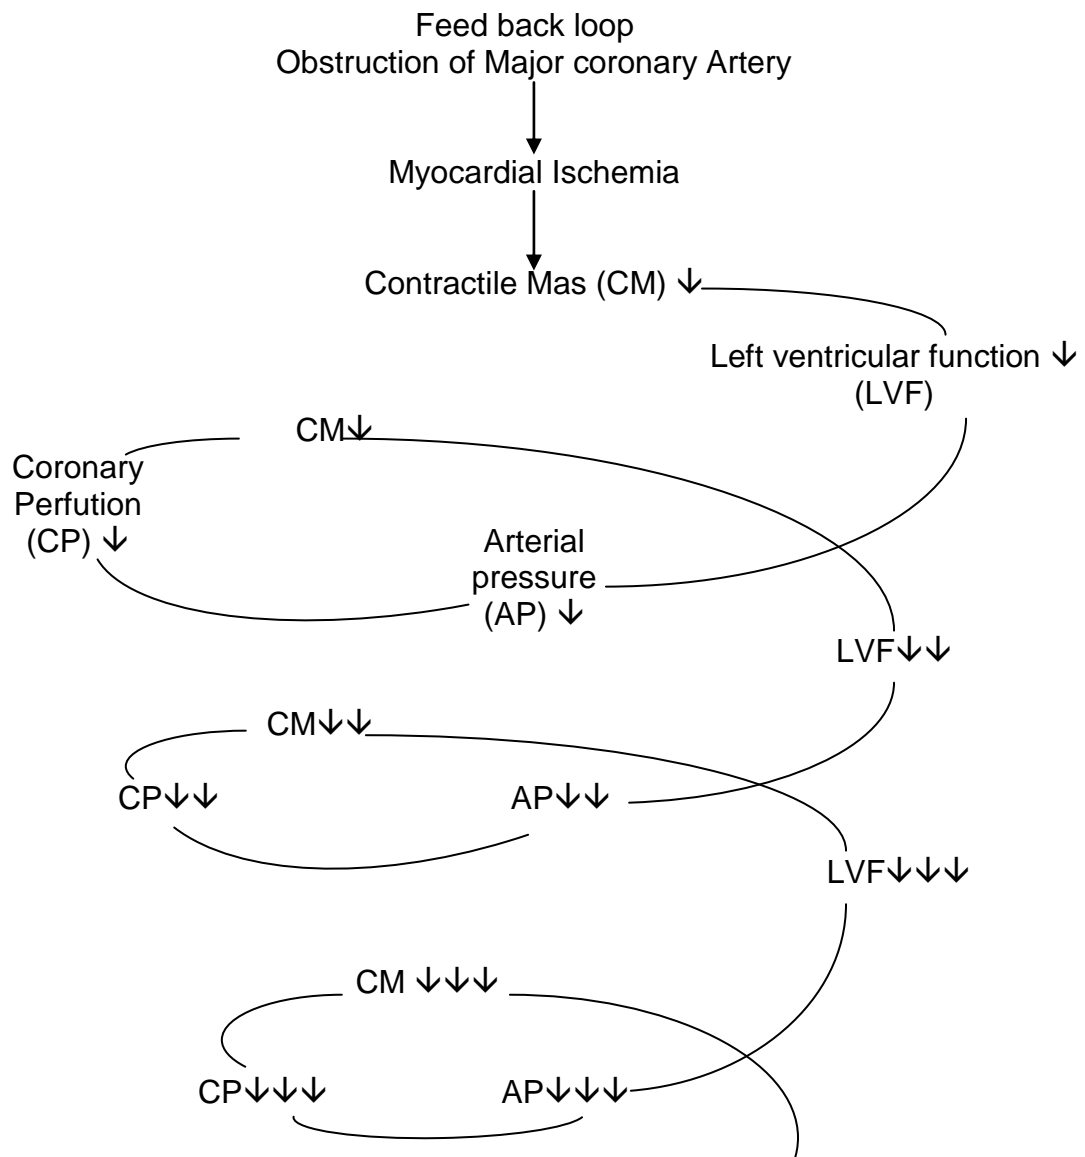 Feed back loop
Obstruction of Major coronary Artery
Myocardial Ischemia
Contractile Mas (CM) ↓
Left ventricular function ↓
(LVF)
CM↓
Coronary
Perfution
(CP) ↓
Arterial
pressure
(AP) ↓
LVF↓↓
CM↓↓
CP↓↓
AP↓↓
LVF↓↓↓
CM ↓↓↓
CP↓↓↓
AP↓↓↓